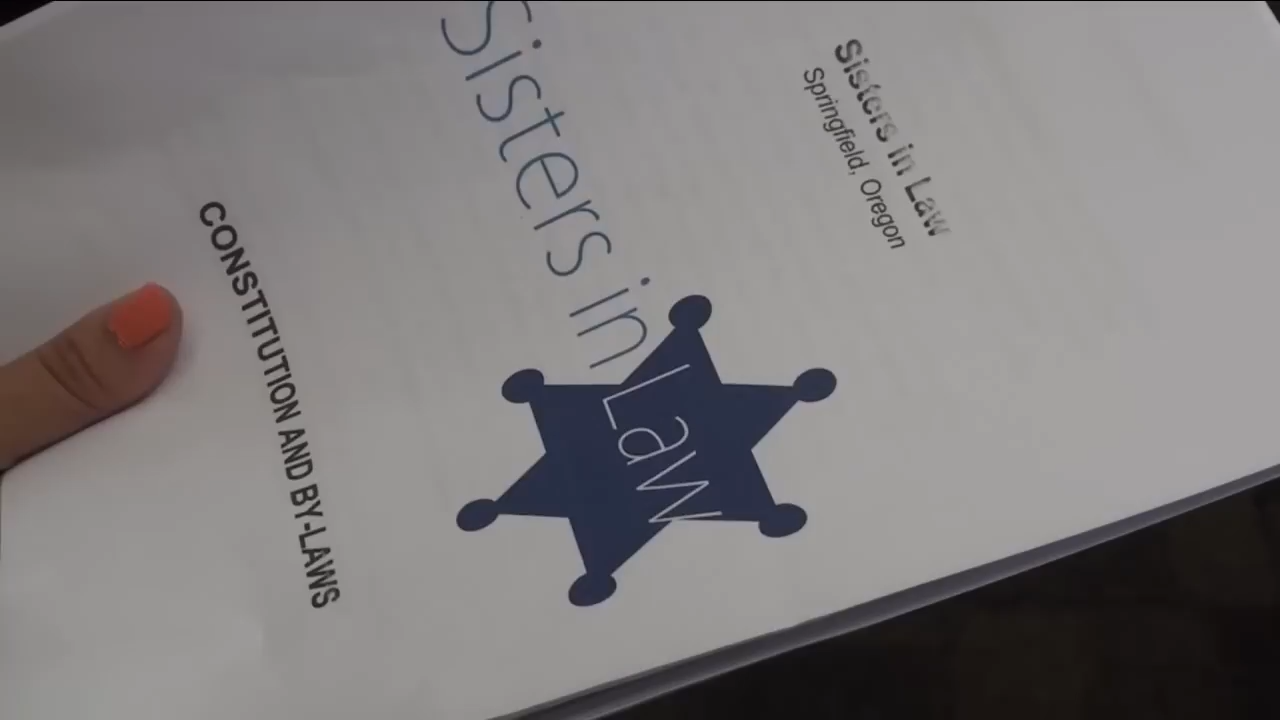 Sisters in Law
Springfield, Oregon
Sisters in Law
CONSTITUTION AND BY-LAWS